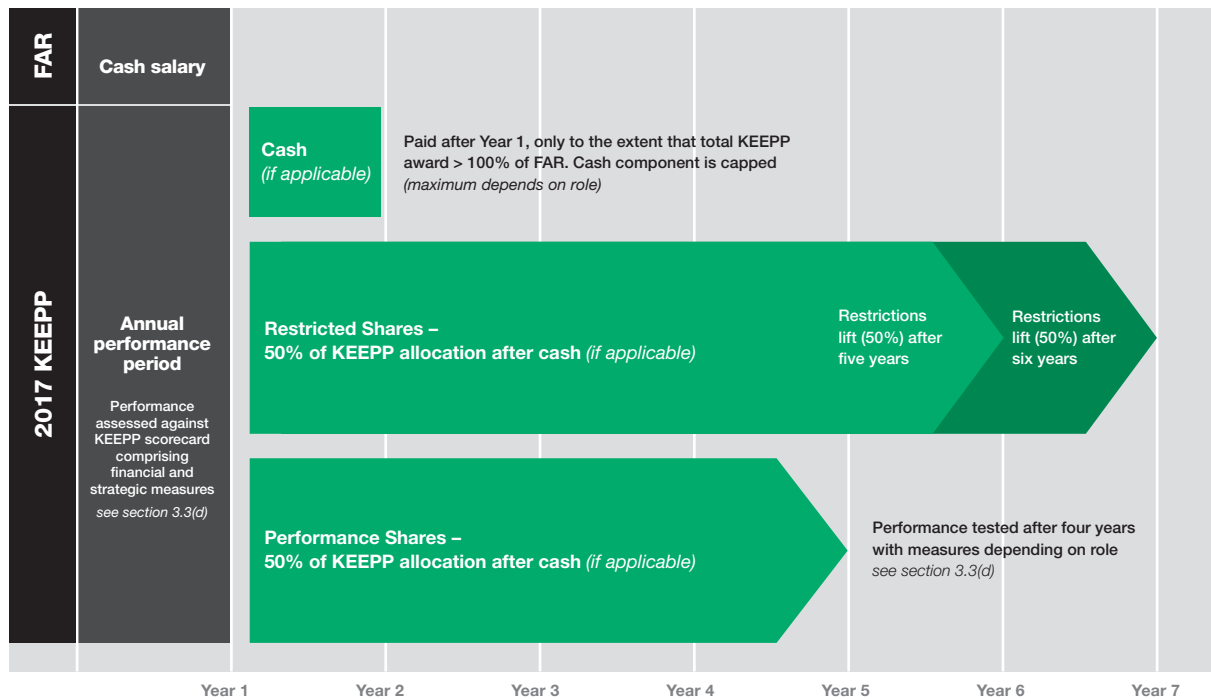 FAR
Cash salary
2017 KEEPP
Annual
performance
period
Performance
assessed against
KEEPP scorecard
comprising
financial and
strategic measures
see section 3.3(d)
Cash
(if applicable)
Paid after Year 1, only to the extent that total KEEPP
award > 100% of FAR. Cash component is capped
(maximum depends on role)
Restricted Shares –
50% of KEEPP allocation after cash (if applicable)
Restrictions
lift (50%) after
five years
Restrictions
lift (50%) after
six years
Performance Shares –
50% of KEEPP allocation after cash (if applicable)
Performance tested after four years
with measures depending on role
see section 3.3(d)
Year 1 Year 2 Year 3 Year 4 Year 5 Year 6 Year 7